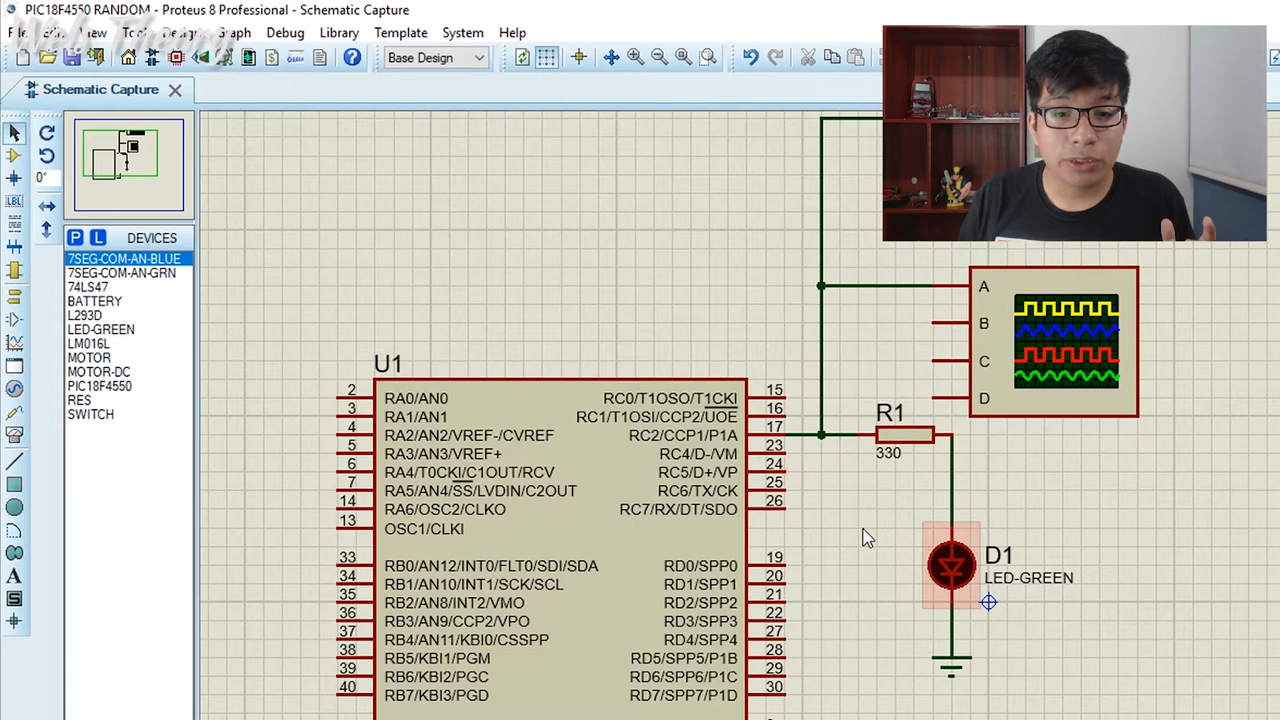 PIC18F4550 RANDOM - Proteus 8 Professional - Schematic Capture
Debug Library Template System Help
Base Design
Schematic Capture
0°
LBL
P L DEVICES
7SEG-COM-AN-BLUE
7SEG-COM-AN-GRN
74LS47
BATTERY
L293D
LED-GREEN
LM016L
MOTOR
MOTOR-DC
PIC18F4550
RES
SWITCH
A
S
U1
2 RA0/AN0
3 RA1/AN1
4 RA2/AN2/VREF-/CVREF
5 RA3/AN3/VREF+
6 RA4/T0CKI/C1OUT/RCV
7 RA5/AN4/SS/LVDIN/C2OUT
14 RA6/OSC2/CLKO
13 OSC1/CLKI
33 RB0/AN12/INT0/FLT0/SDI/SDA
34 RB1/AN10/INT1/SCK/SCL
35 RB2/AN8/INT2/VMO
36 RB3/AN9/CCP2/VPO
37 RB4/AN11/KBI0/CSSPP
38 RB5/KBI1/PGM
39 RB6/KBI2/PGC
40 RB7/KBI3/PGD
RC0/T1OSO/T1CKI 15
RC1/T1OSI/CCP2/UOE 16
RC2/CCP1/P1A 17
RC4/D-/VM 23
RC5/D+/VP 24
RC6/TX/CK 25
RC7/RX/DT/SDO 26
RD0/SPP0 19
RD1/SPP1 20
RD2/SPP2 21
RD3/SPP3 22
RD4/SPP4 27
RD5/SPP5/P1B 28
RD6/SPP6/P1C 29
RD7/SPP7/P1D 30
A
B
C
D
R1
330
D1
LED-GREEN